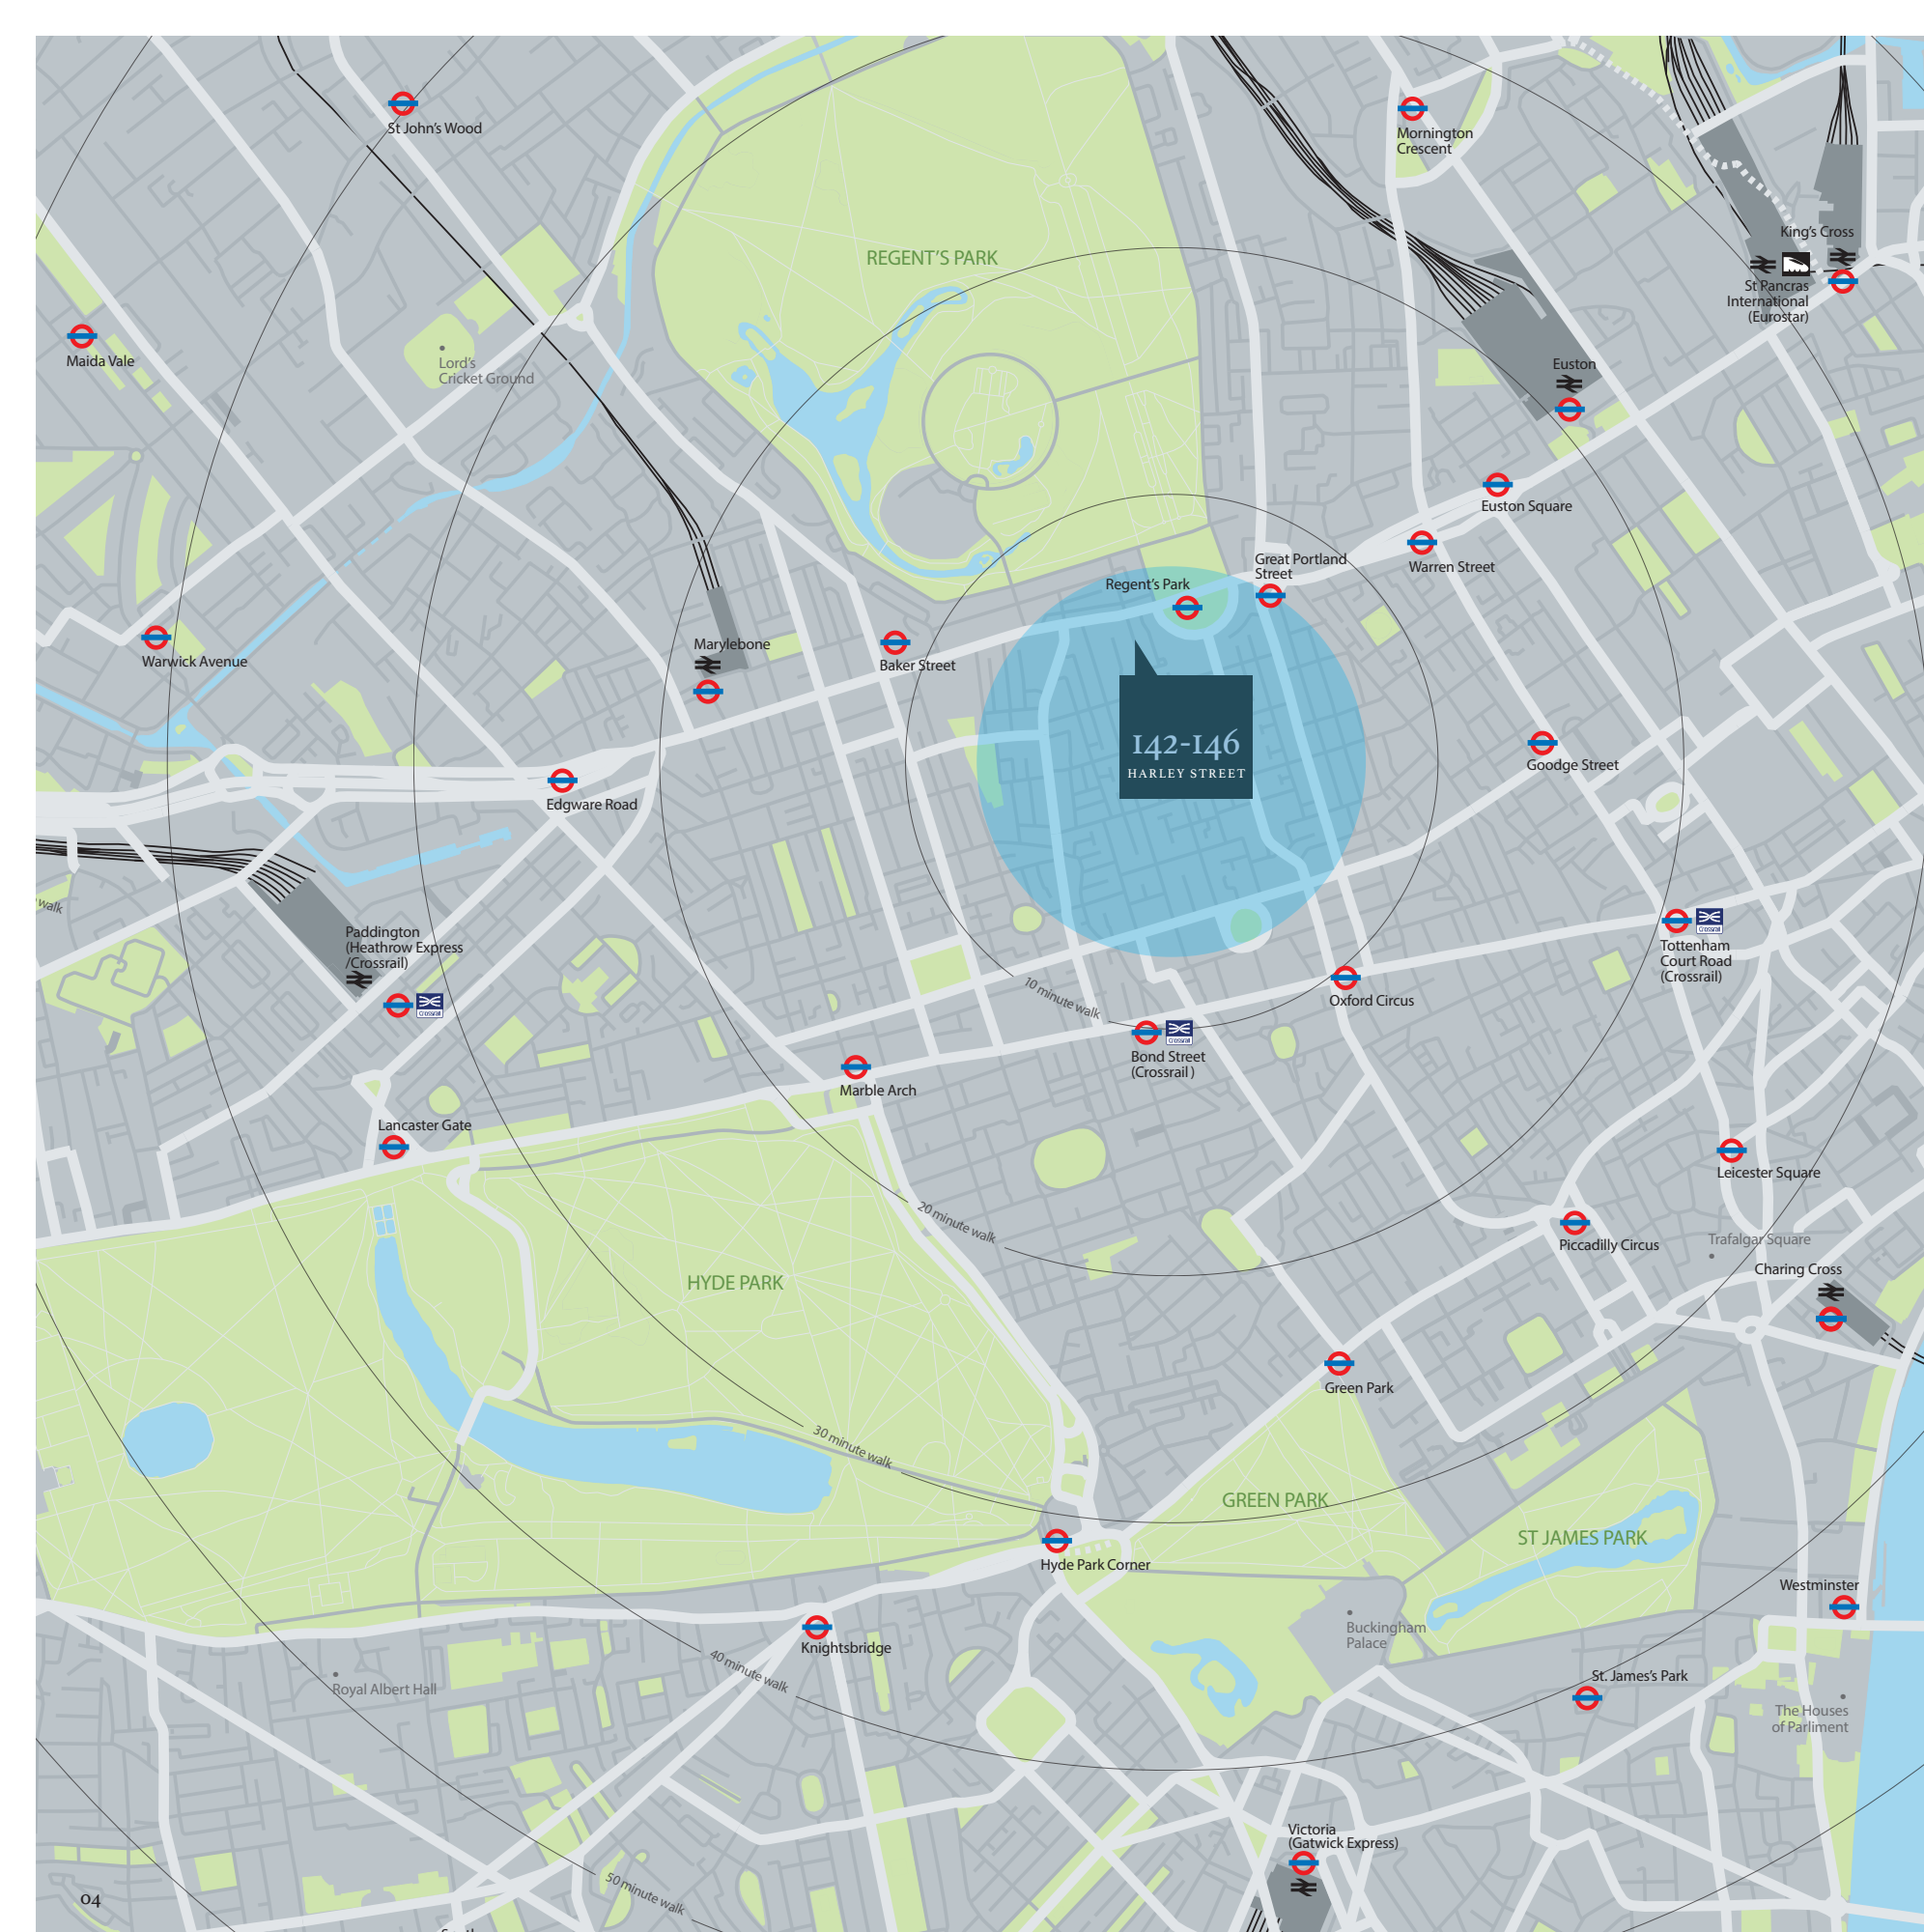 St John's Wood
Mornington
Crescent
King's Cross
REGENT'S PARK
St Pancras
International
(Eurostar)
Maida Vale
Lord's
Cricket Ground
Euston
Euston Square
Great Portland
Street
Warren Street
Regent's Park
Marylebone
Baker Street
Warwick Avenue
142-146
HARLEY STREET
Goodge Street
Edgware Road
walk
Paddington
(Heathrow Express
/Crossrail)
Crossrail
Crossrail
Tottenham
Court Road
(Crossrail)
10 minute walk
Oxford Circus
Crossrail
Bond Street
(Crossrail)
Marble Arch
Lancaster Gate
Leicester Square
20 minute walk
Piccadilly Circus
Trafalgar Square
Charing Cross
HYDE PARK
Green Park
30 minute walk
GREEN PARK
ST JAMES PARK
Hyde Park Corner
Westminster
Buckingham
Palace
Knightsbridge
40 minute walk
St. James's Park
Royal Albert Hall
The Houses
of Parliment
Victoria
(Gatwick Express)
50 minute walk
04